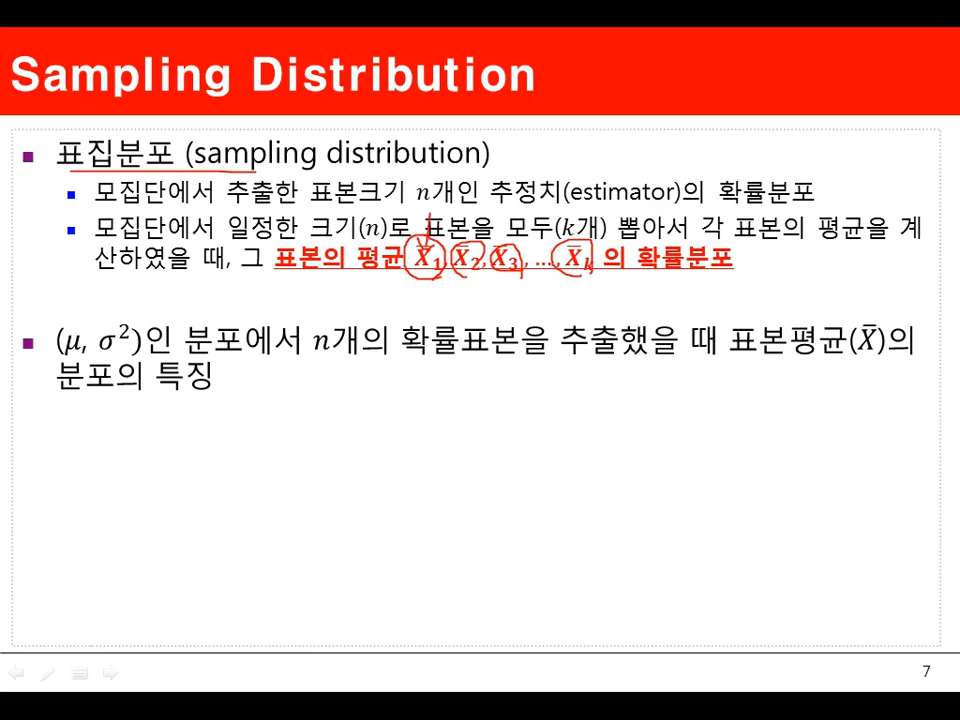 Sampling Distribution
표집분포 (sampling distribution)
모집단에서 추출한 표본크기 n개인 추정치(estimator)의 확률분포
모집단에서 일정한 크기(n)로 표본을 모두(k개) 뽑아서 각 표본의 평균을 계
산하였을 때, 그 표본의 평균 X̄₁, X̄₂, X̄₃, …, X̄ₖ 의 확률분포
(μ, σ²)인 분포에서 n개의 확률표본을 추출했을 때 표본평균(X̄)의
분포의 특징
7